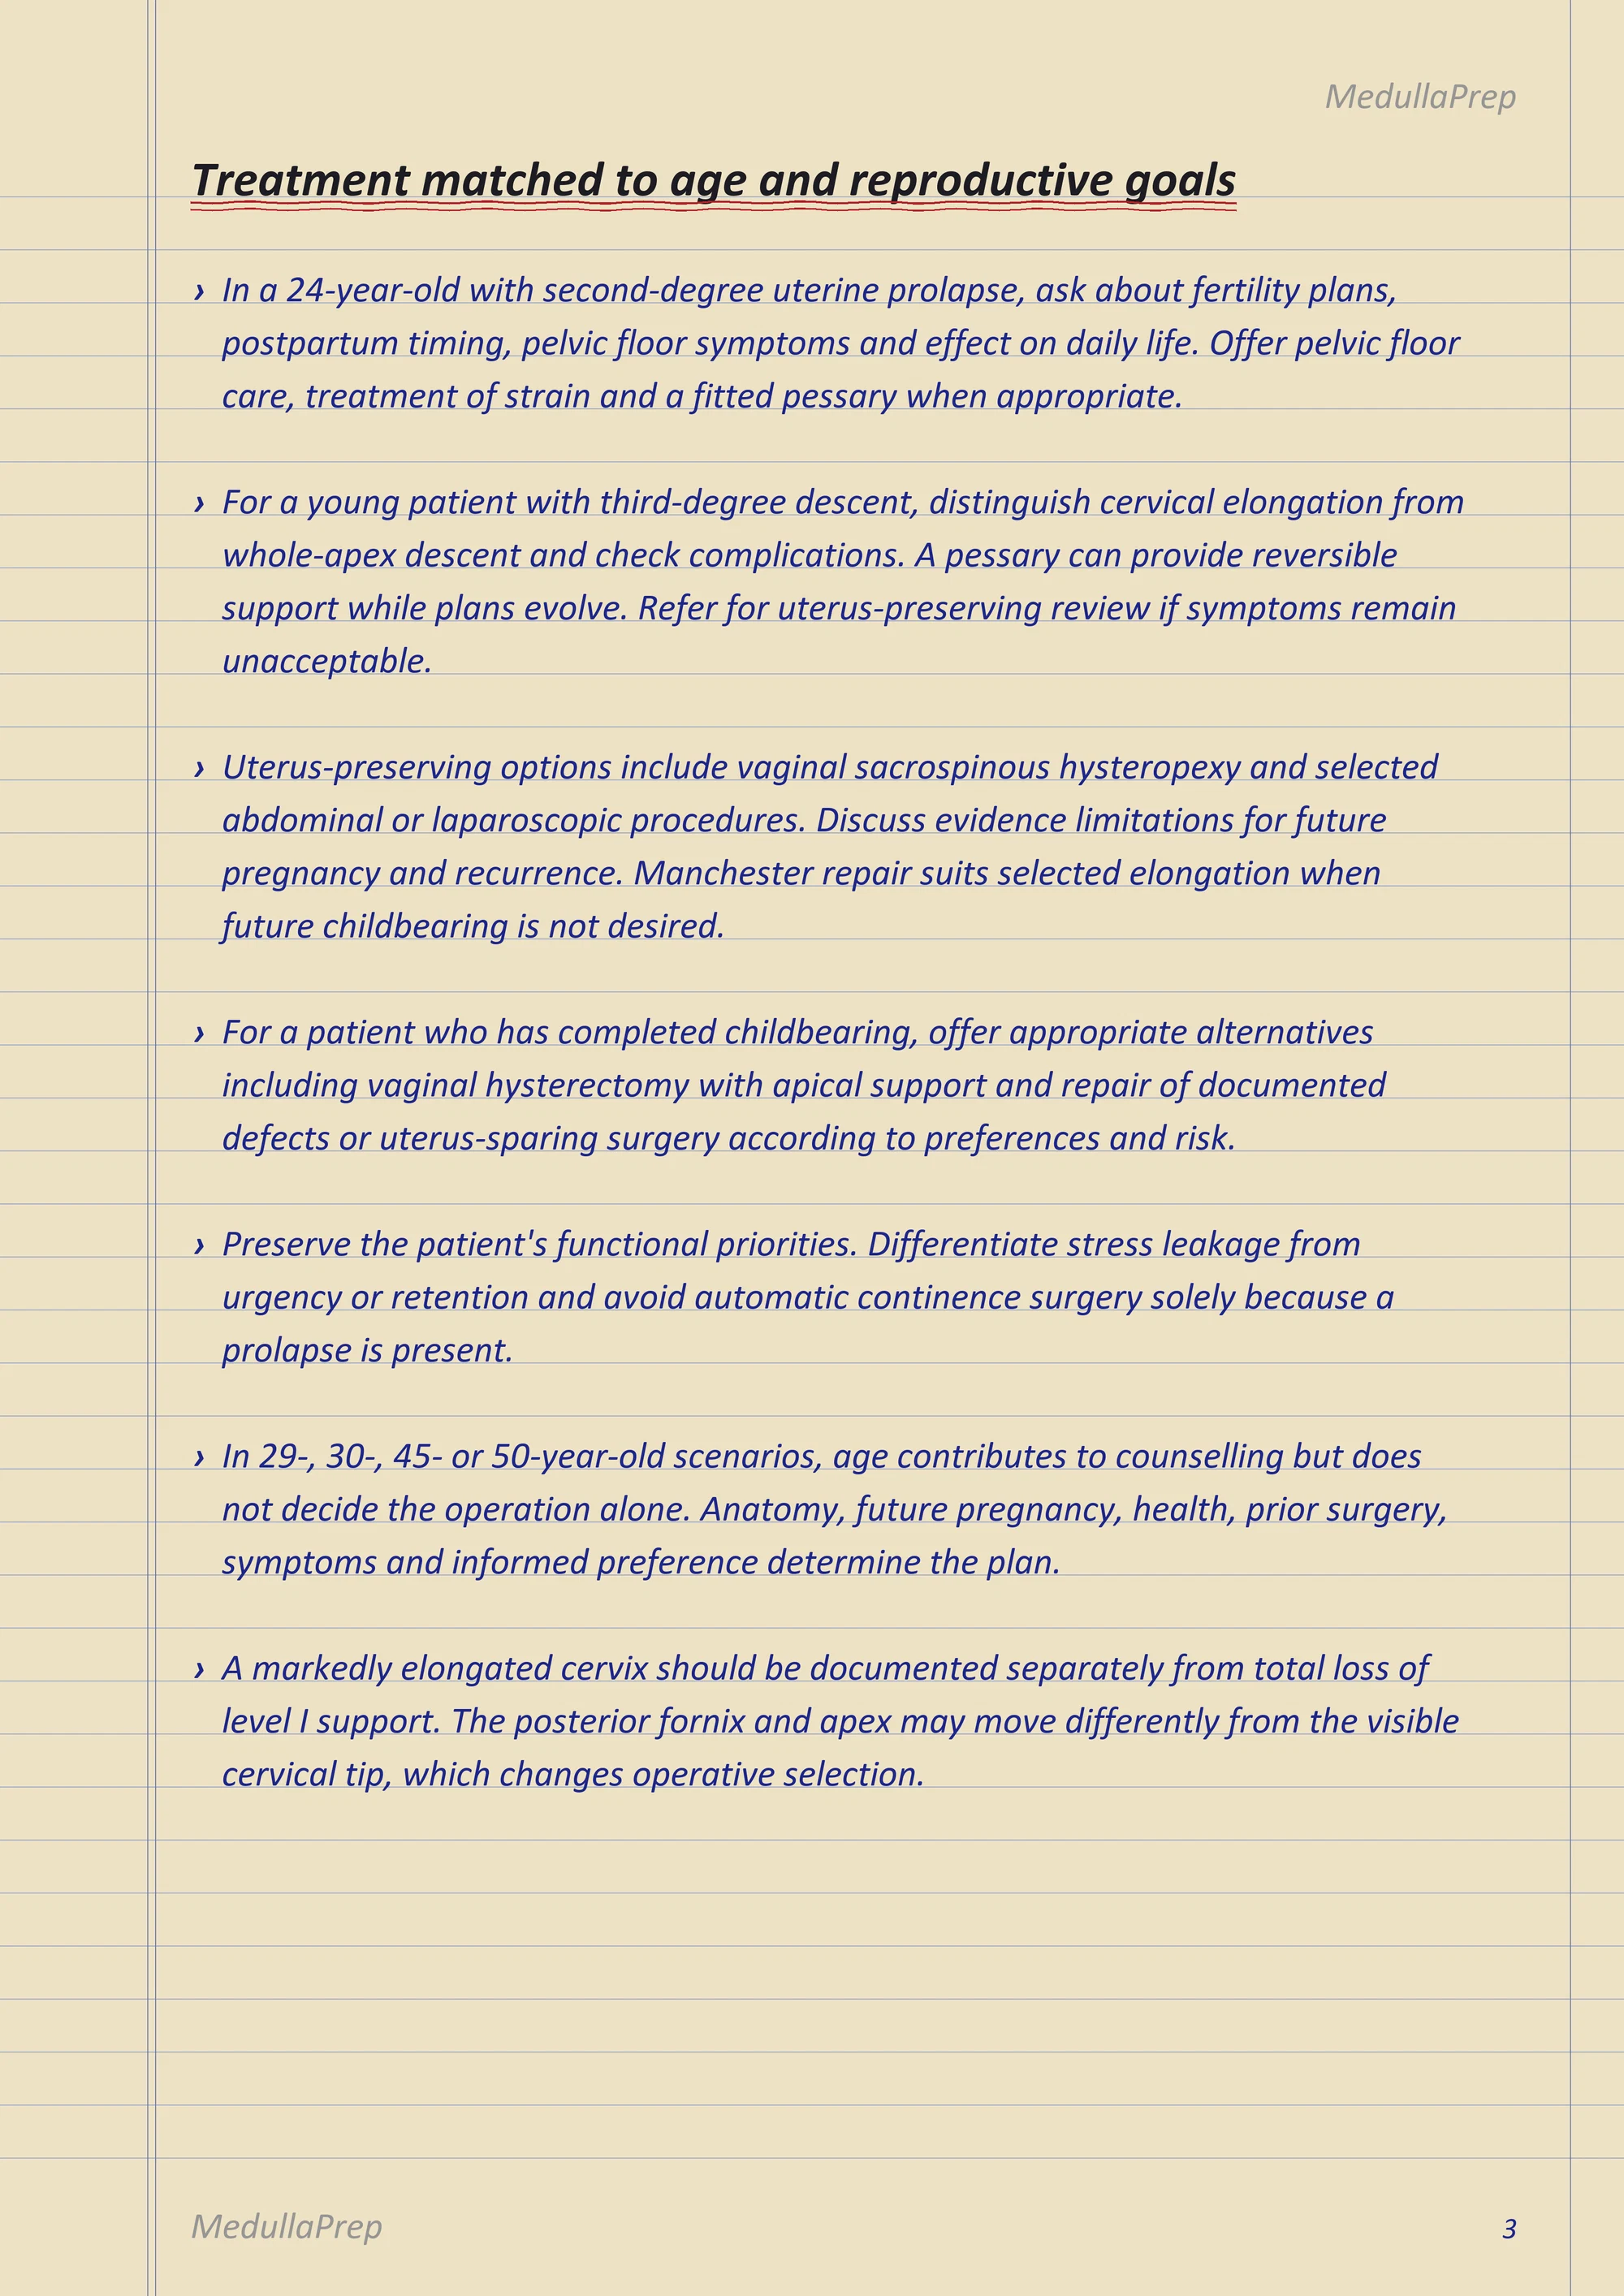 MedullaPrep
Treatment matched to age and reproductive goals
› In a 24-year-old with second-degree uterine prolapse, ask about fertility plans,
postpartum timing, pelvic floor symptoms and effect on daily life. Offer pelvic floor
care, treatment of strain and a fitted pessary when appropriate.
› For a young patient with third-degree descent, distinguish cervical elongation from
whole-apex descent and check complications. A pessary can provide reversible
support while plans evolve. Refer for uterus-preserving review if symptoms remain
unacceptable.
› Uterus-preserving options include vaginal sacrospinous hysteropexy and selected
abdominal or laparoscopic procedures. Discuss evidence limitations for future
pregnancy and recurrence. Manchester repair suits selected elongation when
future childbearing is not desired.
› For a patient who has completed childbearing, offer appropriate alternatives
including vaginal hysterectomy with apical support and repair of documented
defects or uterus-sparing surgery according to preferences and risk.
› Preserve the patient's functional priorities. Differentiate stress leakage from
urgency or retention and avoid automatic continence surgery solely because a
prolapse is present.
› In 29-, 30-, 45- or 50-year-old scenarios, age contributes to counselling but does
not decide the operation alone. Anatomy, future pregnancy, health, prior surgery,
symptoms and informed preference determine the plan.
› A markedly elongated cervix should be documented separately from total loss of
level I support. The posterior fornix and apex may move differently from the visible
cervical tip, which changes operative selection.
MedullaPrep
3